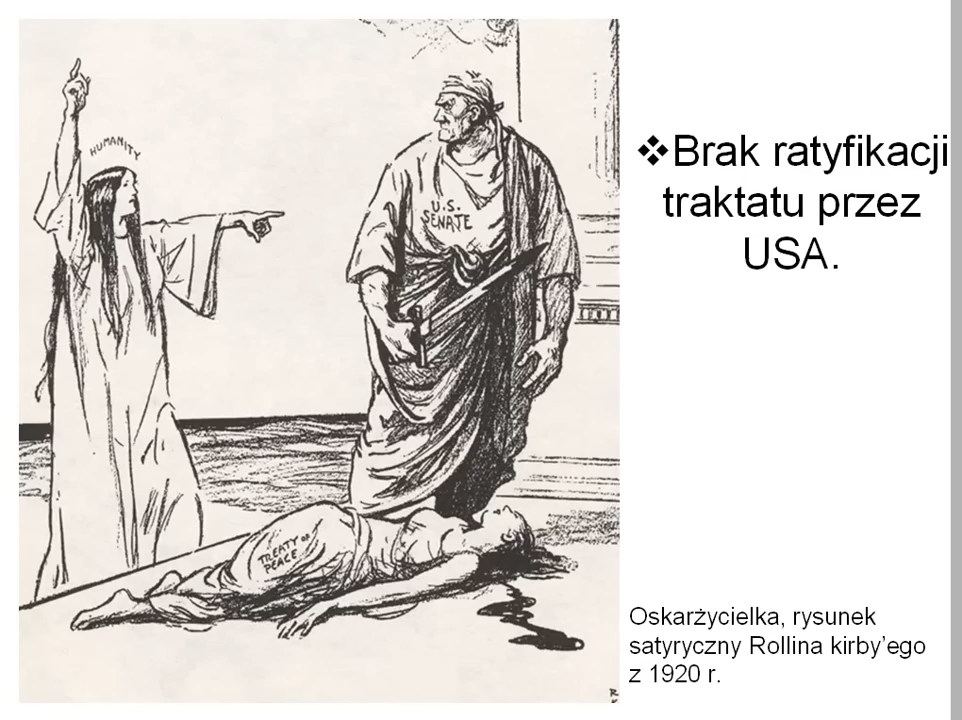 HUMANITY
U.S.
SENATE
TREATY OF
PEACE
R
K
❖Brak ratyfikacji
traktatu przez
USA.
Oskarżycielka, rysunek
satyryczny Rollina kirby’ego
z 1920 r.